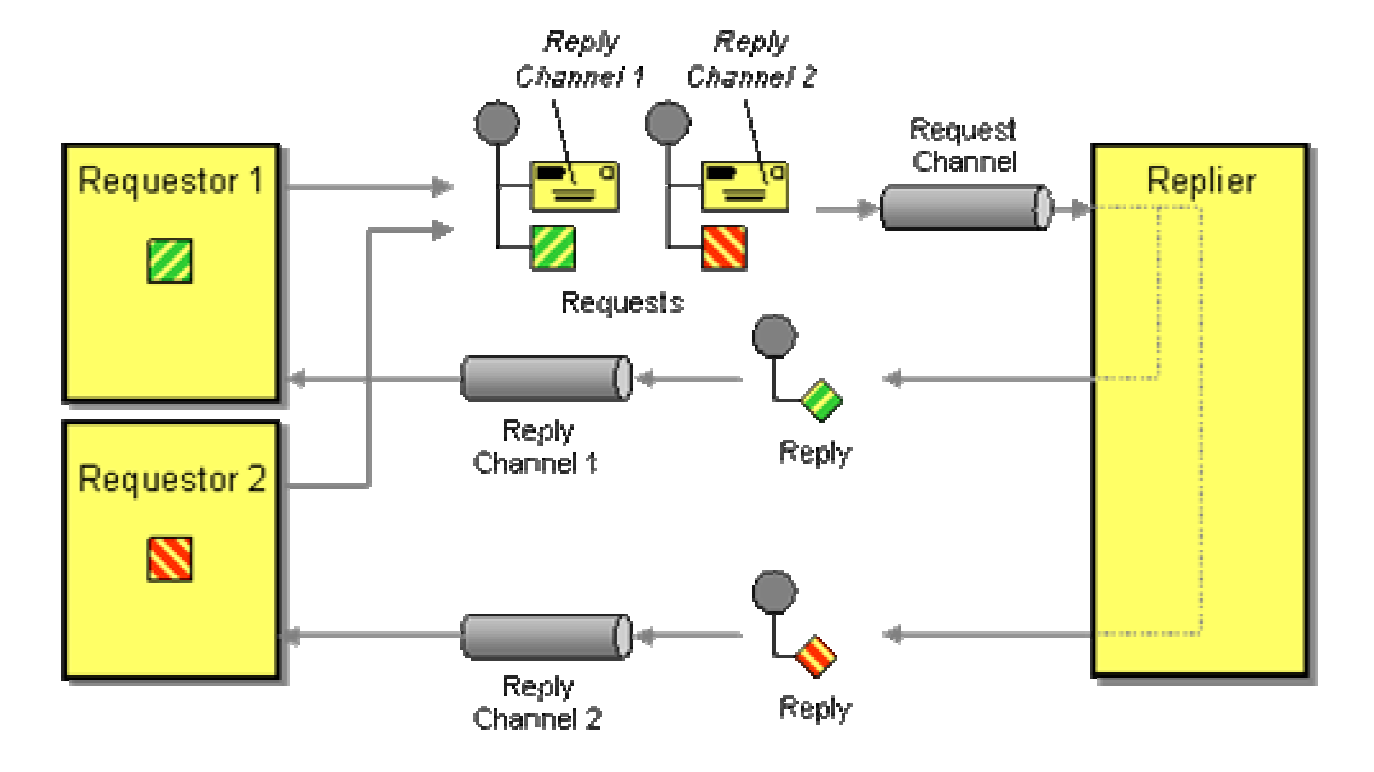 Reply
Channel 1
Reply
Channel 2
Request
Channel
Requestor 1
Replier
Requests
Reply
Channel 1
Reply
Requestor 2
Reply
Channel 2
Reply